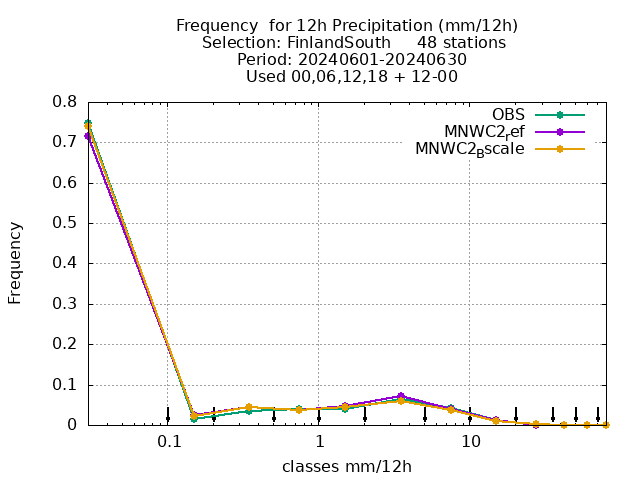 Frequency  for 12h Precipitation (mm/12h)
Selection: FinlandSouth     48 stations
Period: 20240601-20240630
Used 00,06,12,18 + 12-00
OBS
MNWC2ref
MNWC2Bscale
0.8
0.7
0.6
0.5
0.4
0.3
0.2
0.1
0
Frequency
0.1 1 10
classes mm/12h